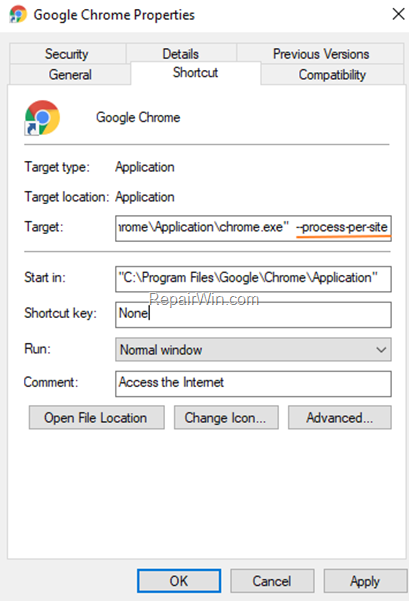 Google Chrome Properties
Security Details Previous Versions
General Shortcut Compatibility
Google Chrome
Target type: Application
Target location: Application
Target: rome\Application\chrome.exe" --process-per-site
Start in: "C:\Program Files\Google\Chrome\Application"
RepairWin.com
Shortcut key: None
Run: Normal window
Comment: Access the Internet
Open File Location Change Icon... Advanced...
OK Cancel Apply